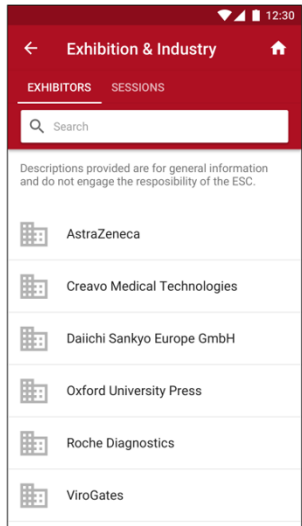 12:30
Exhibition & Industry
EXHIBITORS SESSIONS
Search
Descriptions provided are for general information
and do not engage the resposibility of the ESC.
AstraZeneca
Creavo Medical Technologies
Daiichi Sankyo Europe GmbH
Oxford University Press
Roche Diagnostics
ViroGates